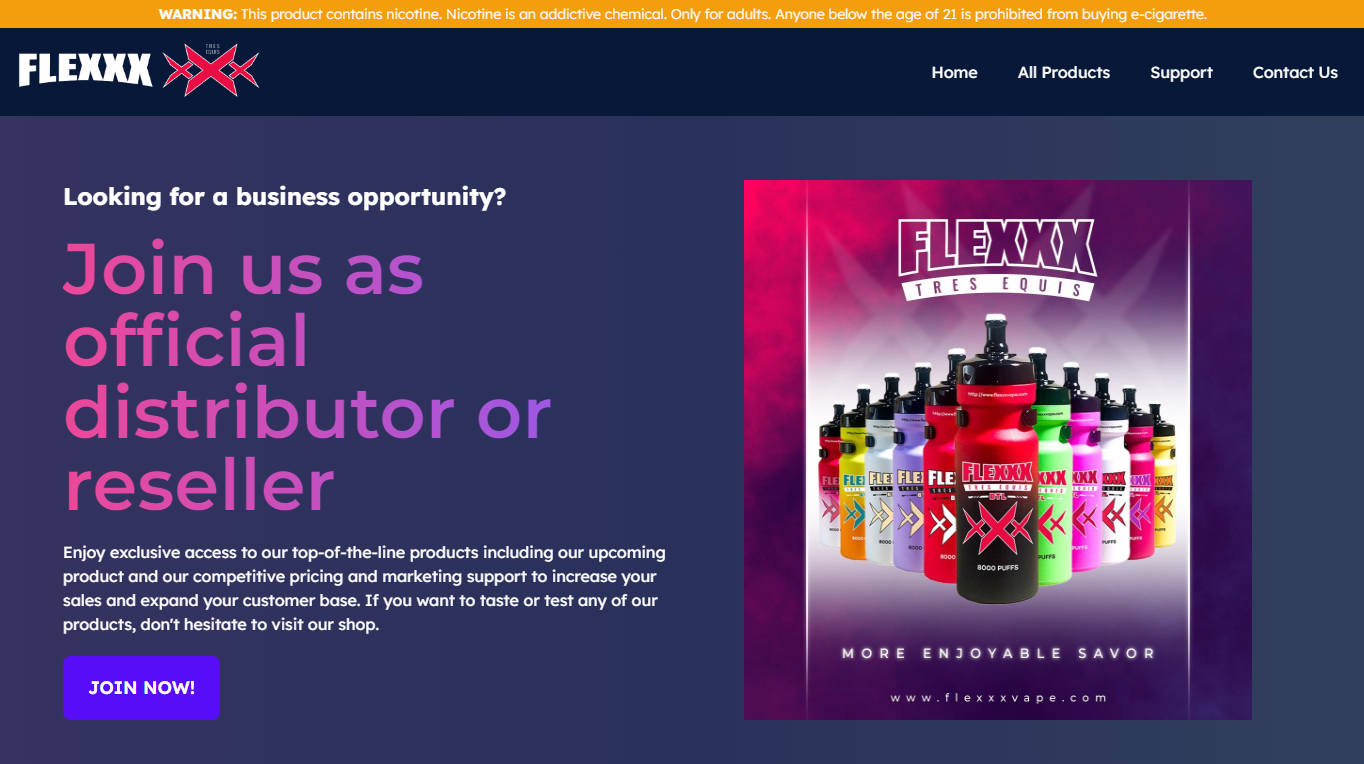 WARNING: This product contains nicotine. Nicotine is an addictive chemical. Only for adults. Anyone below the age of 21 is prohibited from buying e-cigarette.
FLEXXX
TRES
EQUIS
Home
All Products
Support
Contact Us
Looking for a business opportunity?
Join us as
official
distributor or
reseller
Enjoy exclusive access to our top-of-the-line products including our upcoming
product and our competitive pricing and marketing support to increase your
sales and expand your customer base. If you want to taste or test any of our
products, don't hesitate to visit our shop.
JOIN NOW!
FLEXXX
TRES EQUIS
http://www.flexxxvape.com
FLEXXX
TRES EQUIS
BTL
8000 PUFFS
MORE ENJOYABLE SAVOR
www.flexxxvape.com